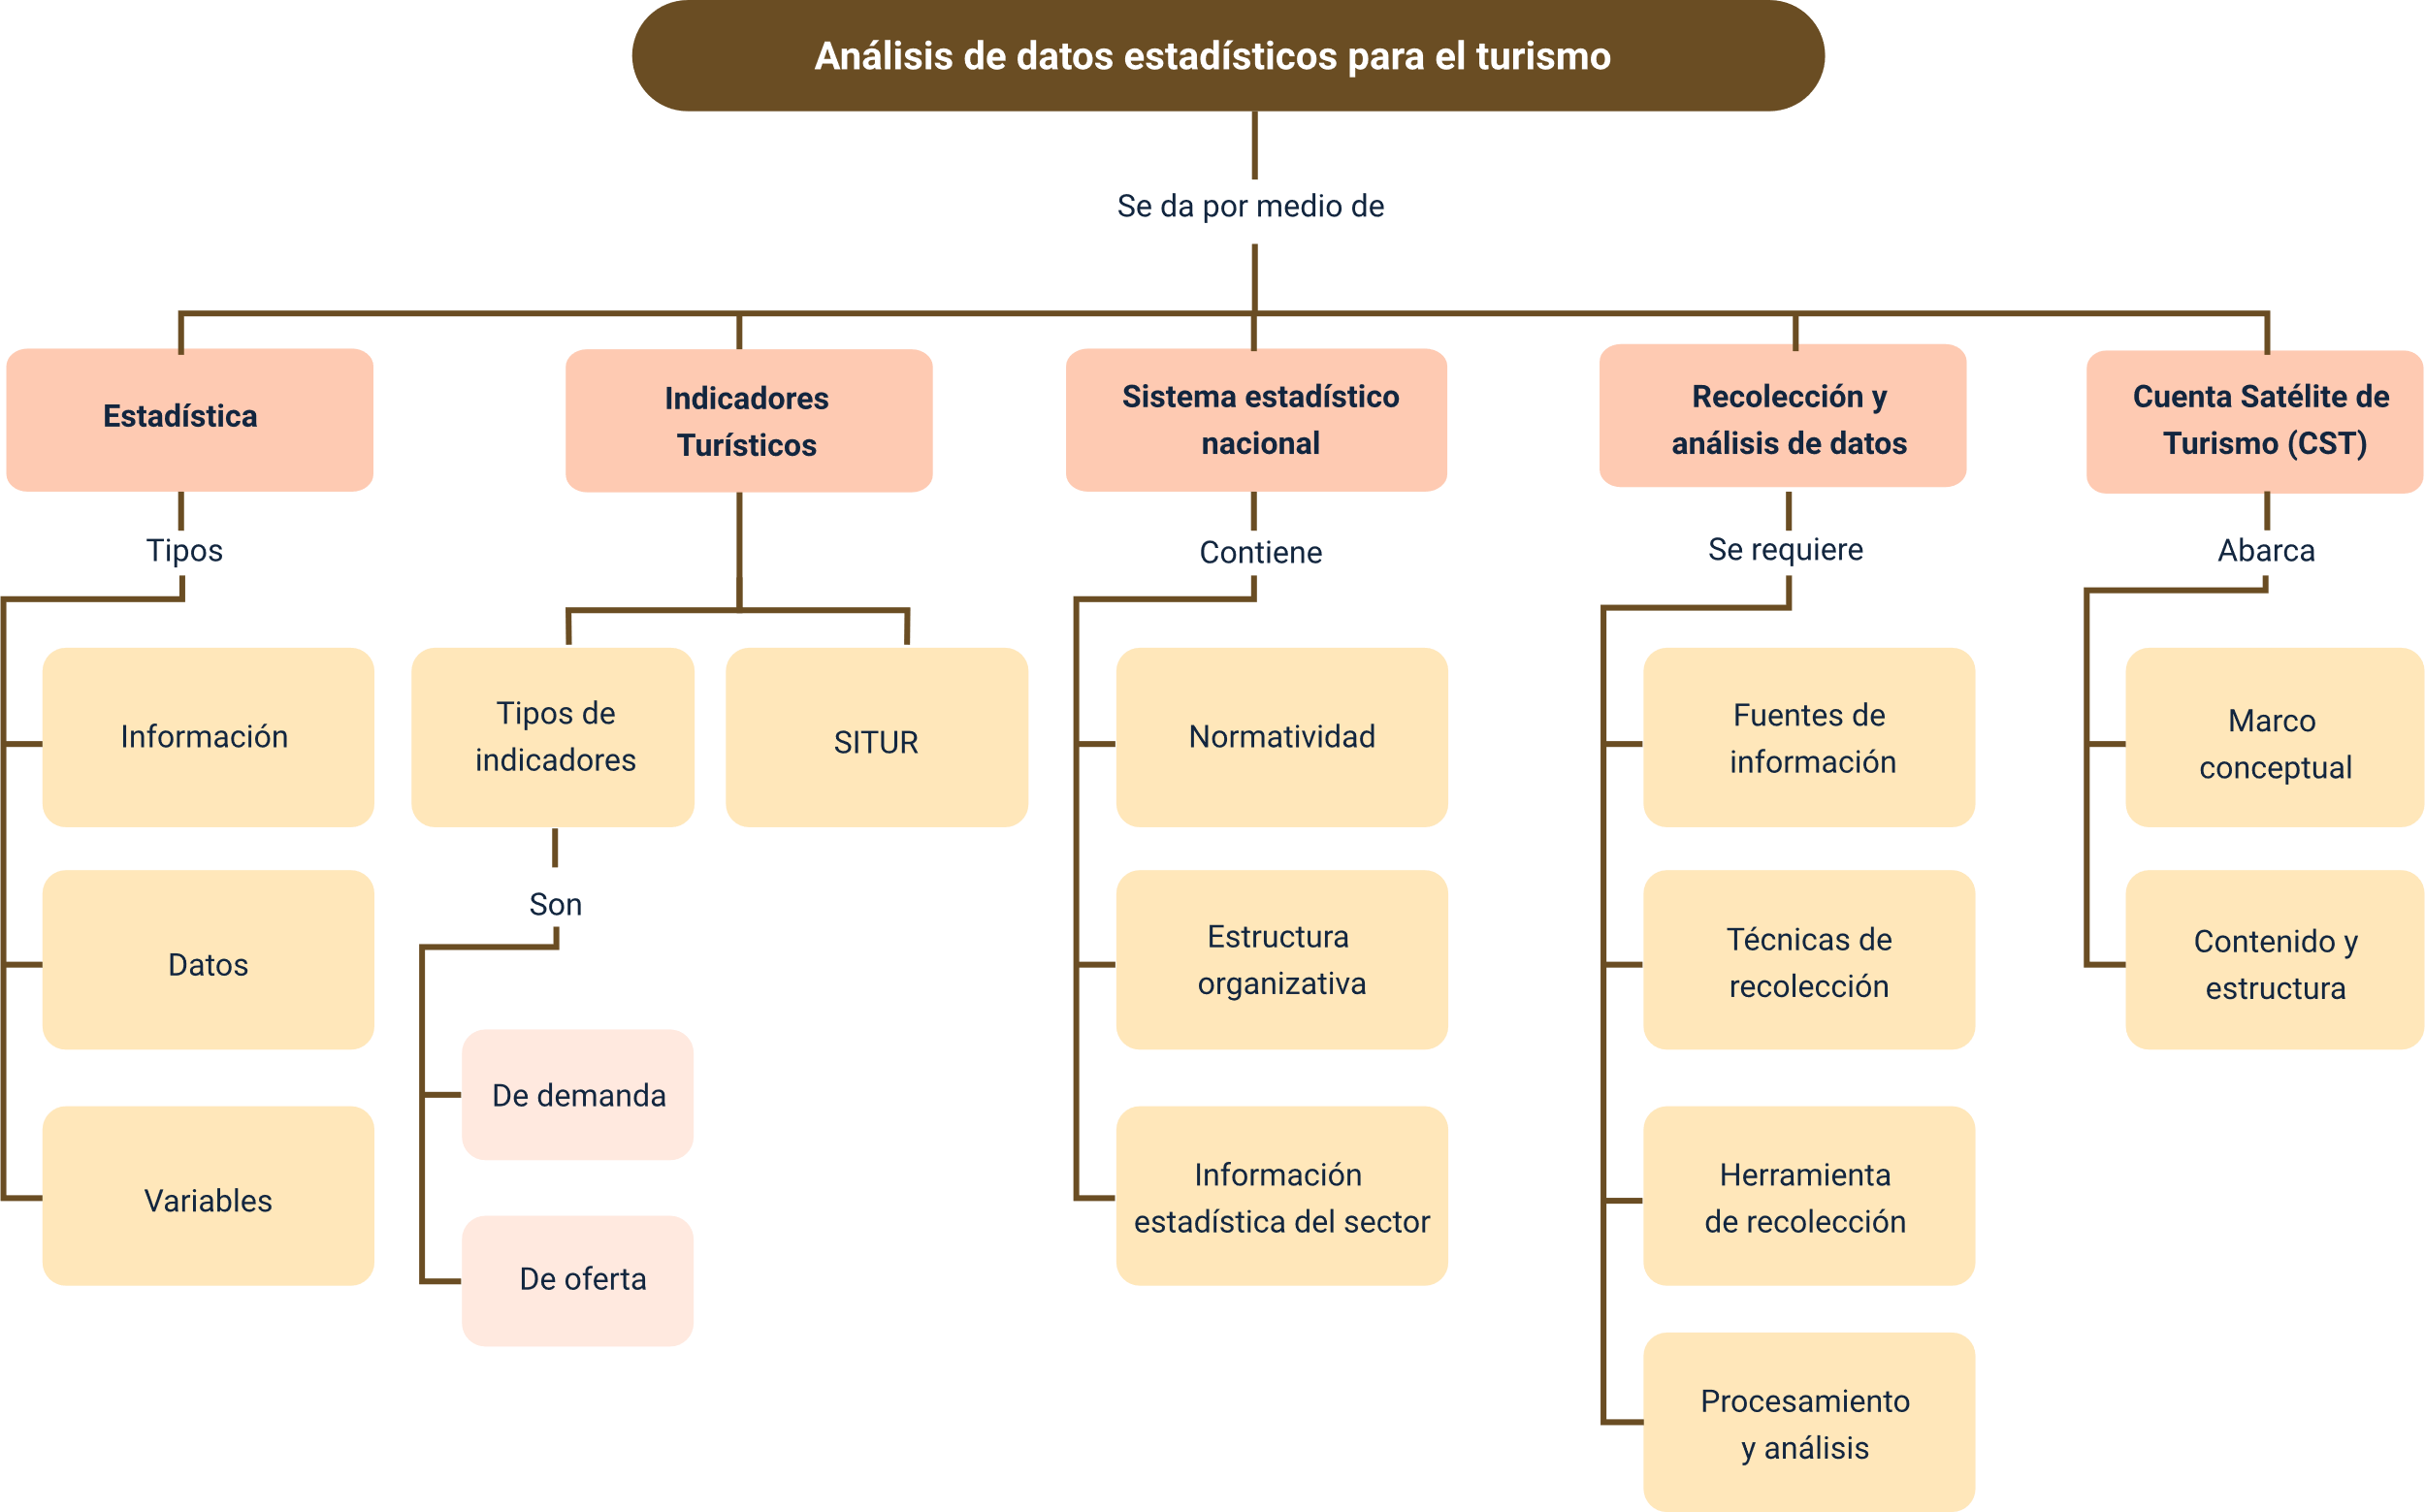 Análisis de datos estadísticos para el turismo
Se da por medio de
Estadística
Tipos
Información
Datos
Variables
Indicadores
Turísticos
Tipos de
indicadores
Son
De demanda
De oferta
SITUR
Sistema estadístico
nacional
Contiene
Normatividad
Estructura
organizativa
Información
estadística del sector
Recolección y
análisis de datos
Se requiere
Fuentes de
información
Técnicas de
recolección
Herramienta
de recolección
Procesamiento
y análisis
Cuenta Satélite de
Turismo (CST)
Abarca
Marco
conceptual
Contenido y
estructura